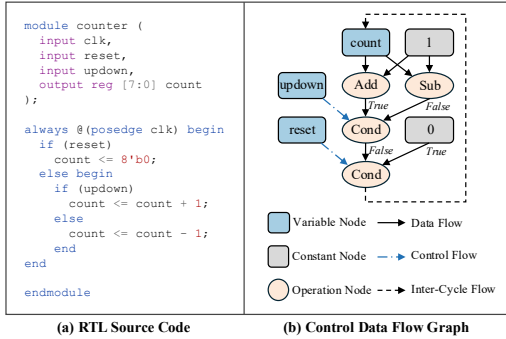 module counter (
input clk,
input reset,
input updown,
output reg [7:0] count
);
always @(posedge clk) begin
if (reset)
count <= 8'b0;
else begin
if (updown)
count <= count + 1;
else
count <= count - 1;
end
end
endmodule
(a) RTL Source Code
count
1
updown
Add
Sub
True
False
reset
Cond
0
False
True
Cond
Variable Node
Data Flow
Constant Node
Control Flow
Operation Node
Inter-Cycle Flow
(b) Control Data Flow Graph